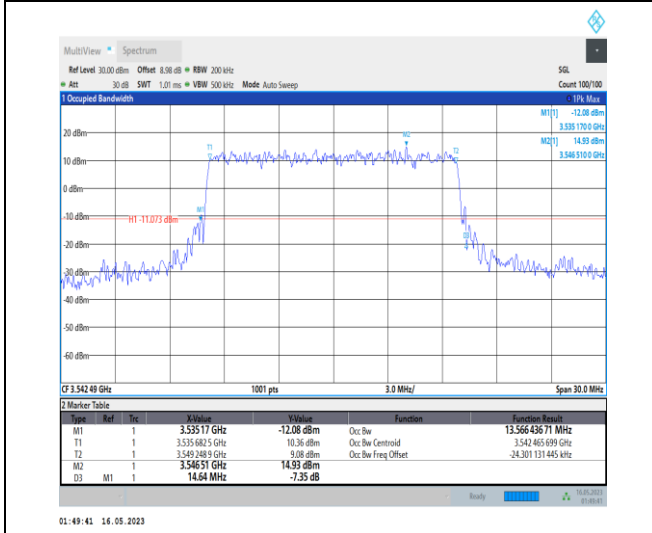 MultiView Spectrum
Ref Level 30.00 dBm Offset 8.98 dB RBW 200 kHz SGL
Att 30 dB SWT 1.01 ms VBW 500 kHz Mode Auto Sweep Count 100/100
1 Occupied Bandwidth 1Pk Max
M1[1] -12.08 dBm
3.535 170 0 GHz
M2[1] 14.93 dBm
3.546 510 0 GHz
20 dBm
T1 M2 T2
10 dBm
0 dBm
M1
-10 dBm H1 -11.073 dBm
D3
-20 dBm
-30 dBm
-40 dBm
-50 dBm
-60 dBm
CF 3.542 49 GHz 1001 pts 3.0 MHz/ Span 30.0 MHz
2 Marker Table
Type Ref Trc X-Value Y-Value Function Function Result
M1 1 3.535 17 GHz -12.08 dBm Occ Bw 13.566 436 71 MHz
T1 1 3.535 682 5 GHz 10.36 dBm Occ Bw Centroid 3.542 465 699 GHz
T2 1 3.549 248 9 GHz 9.08 dBm Occ Bw Freq Offset -24.301 131 445 kHz
M2 1 3.546 51 GHz 14.93 dBm
D3 M1 1 14.64 MHz -7.35 dB
Ready 16.05.2023
01:49:41
01:49:41 16.05.2023